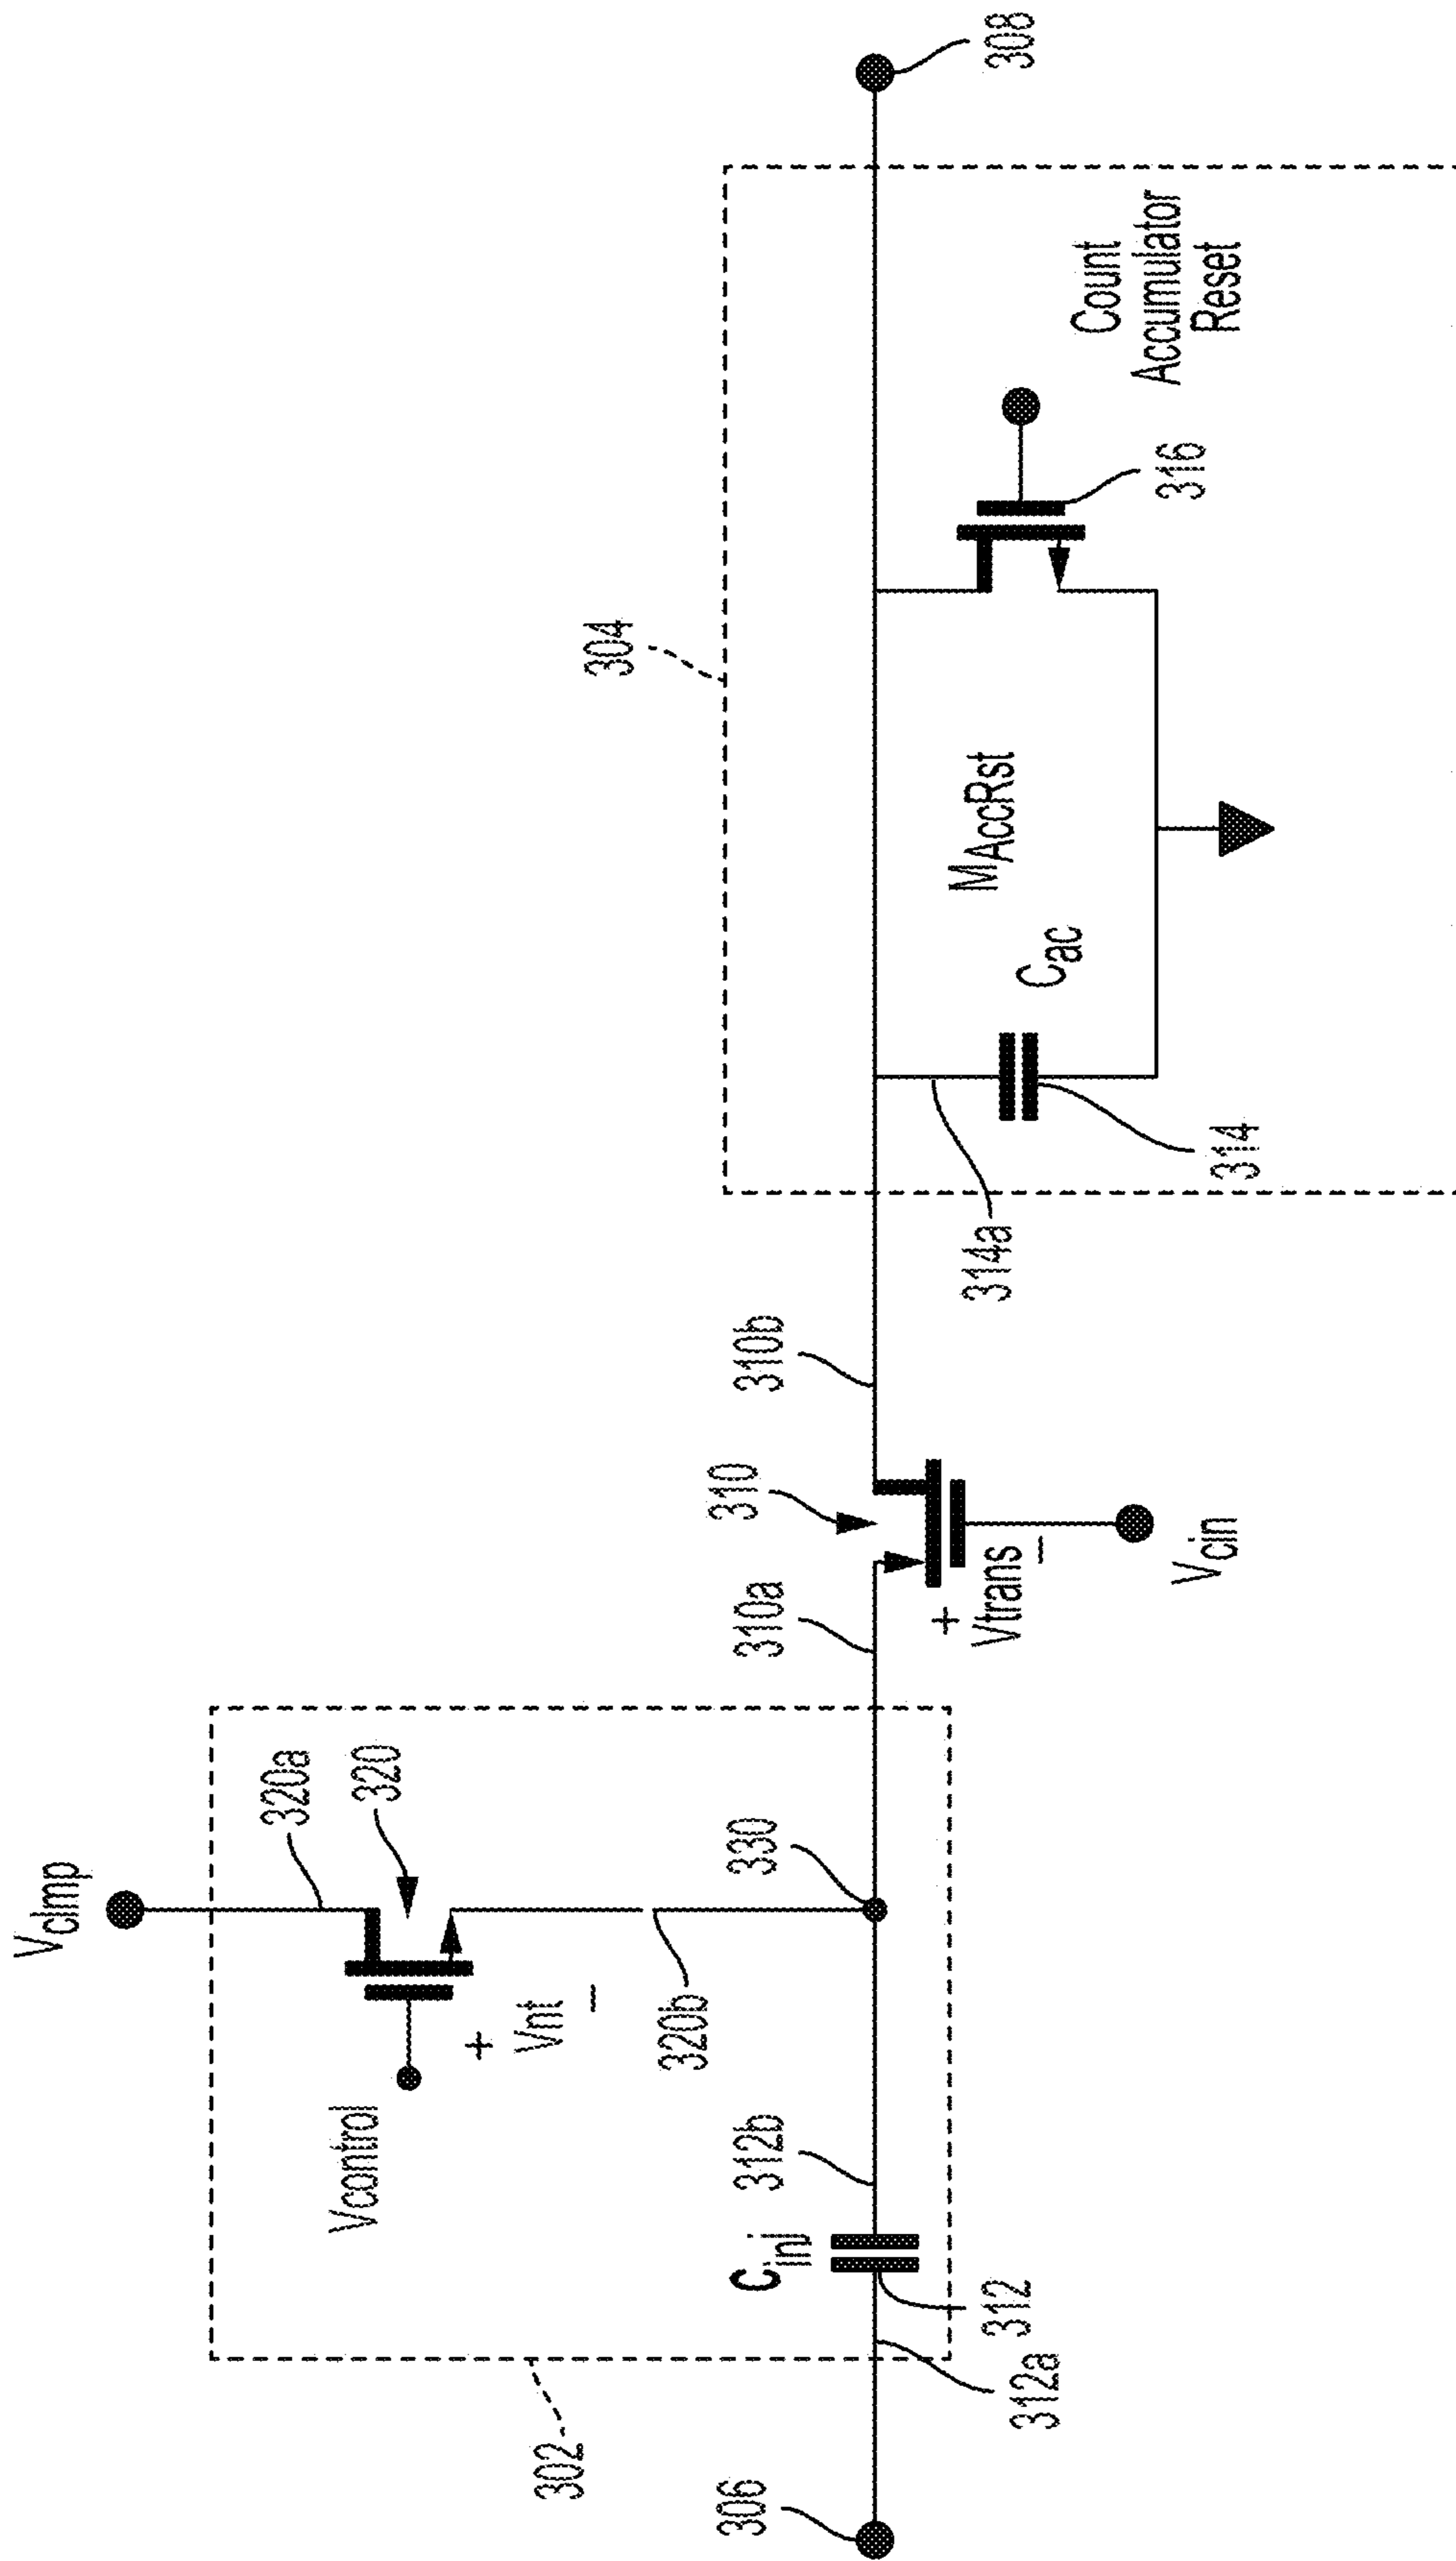 Vclmp
320a
320
Vcontrol
+
Vnt
−
320b
302
330
Cinj
312b
312
312a
306
310a
310
310b
+
Vtrans
−
Vcin
304
314a
314
Cac
MAccRst
316
Count
Accumulator
Reset
308